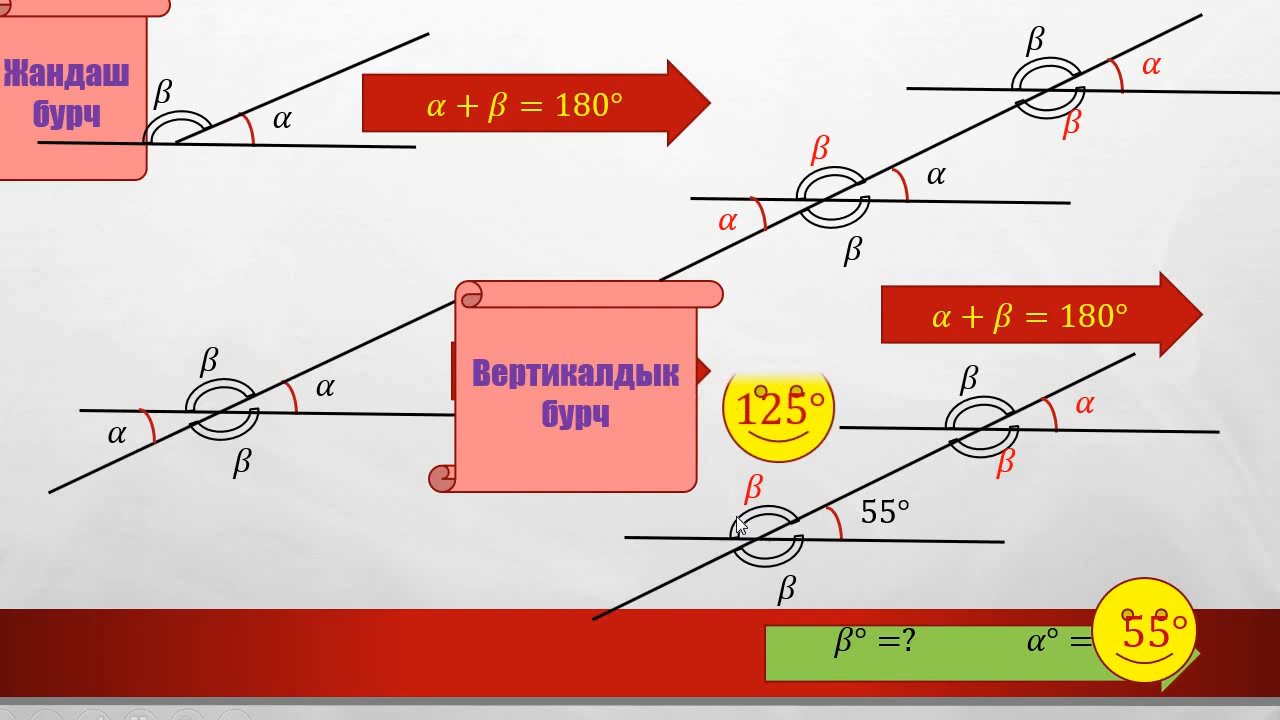 Жандаш
бурч
β
α
α + β = 180°
β
α
β
β
α
α
β
α + β = 180°
β
α
α
β
Вертикалдык
бурч
125°
β
α
β
β
55°
β
β° =?
α° =
55°